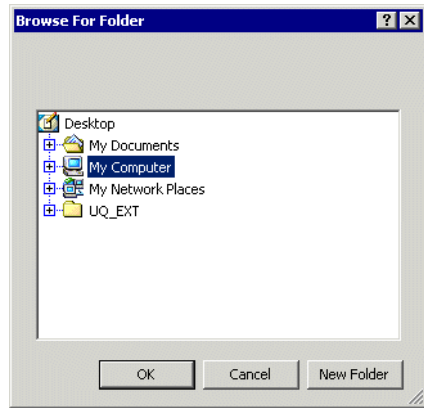 Browse For Folder
Desktop
My Documents
My Computer
My Network Places
UQ_EXT
OK Cancel New Folder